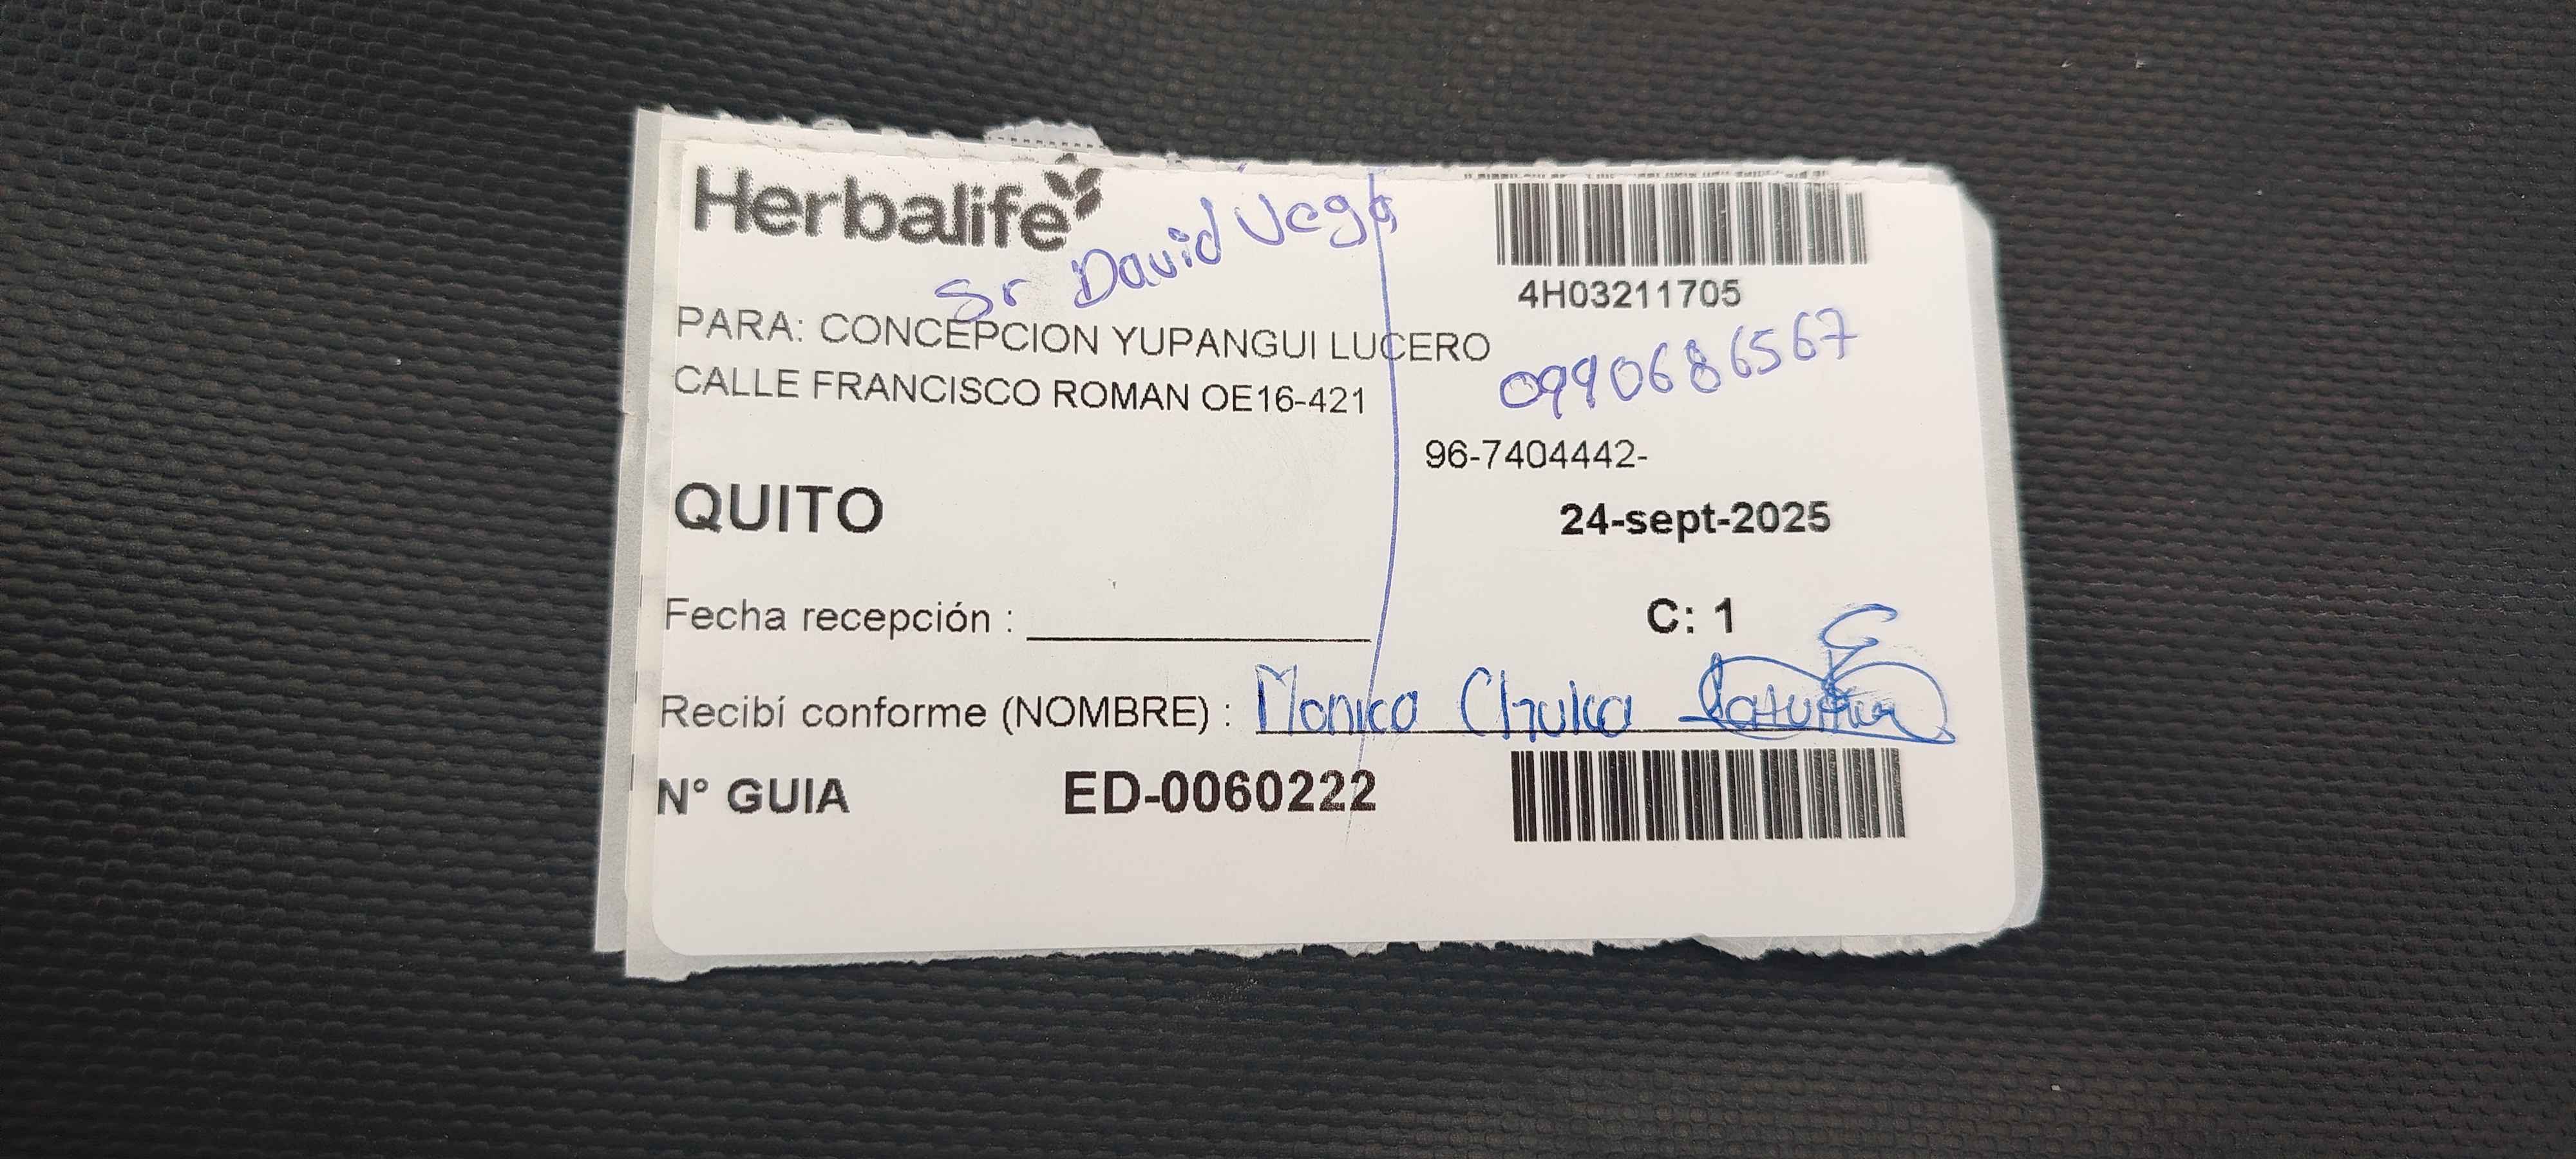 Herbalife
Sr David Vega
4H03211705
PARA: CONCEPCION YUPANGUI LUCERO
0990686567
CALLE FRANCISCO ROMAN OE16-421
96-7404442-
QUITO
24-sept-2025
Fecha recepción :
C: 1
Recibí conforme (NOMBRE) : Monica Chuka
N° GUIA ED-0060222